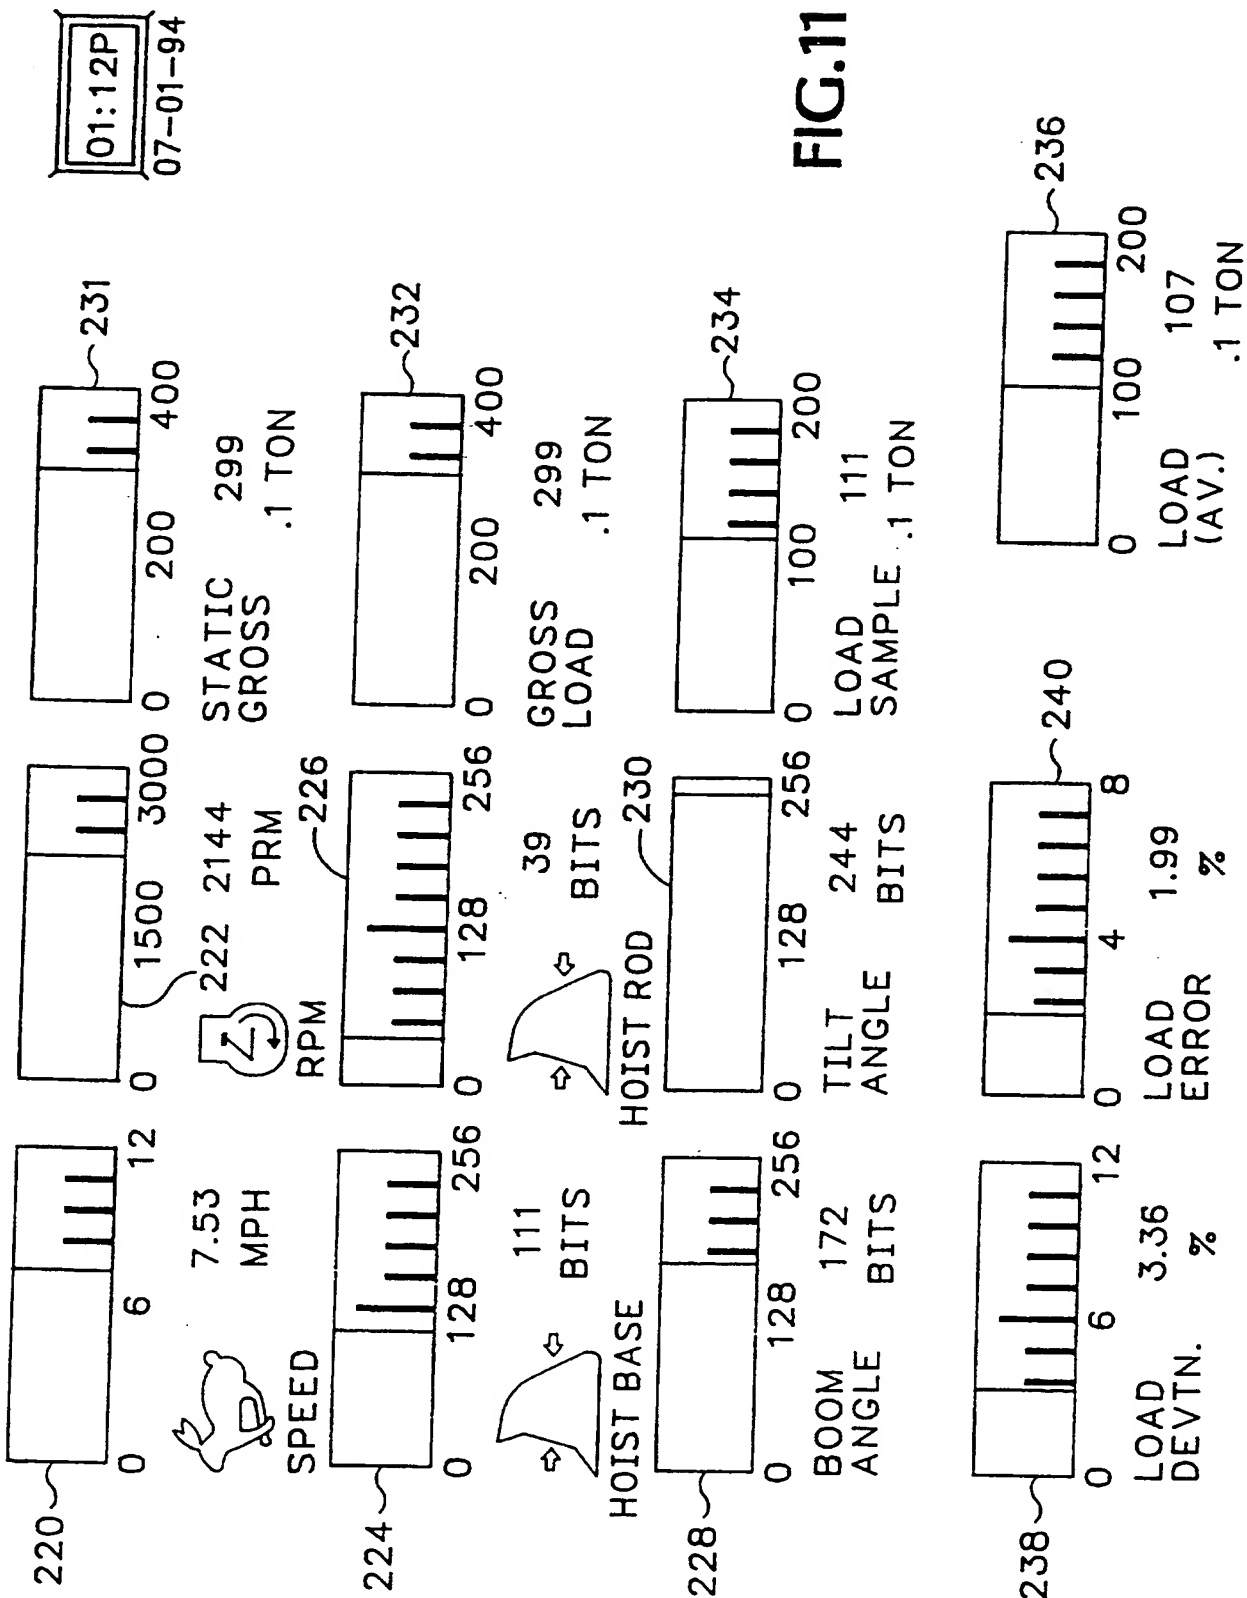 01:12P
07-01-94
220
0 6 12
7.53
MPH
SPEED
0 1500 3000
222
2144
PRM
RPM
231
0 200 400
STATIC
GROSS
299
.1 TON
224
0 128 256
111
BITS
HOIST BASE
226
0 128 256
39
BITS
HOIST ROD
232
0 200 400
GROSS
LOAD
299
.1 TON
228
0 128 256
BOOM
ANGLE
172
BITS
230
0 128 256
TILT
ANGLE
244
BITS
234
0 100 200
LOAD
SAMPLE
111
.1 TON
FIG.11
238
0 6 12
LOAD
DEVTN.
3.36
%
240
0 4 8
LOAD
ERROR
1.99
%
236
0 100 200
LOAD
(AV.)
107
.1 TON